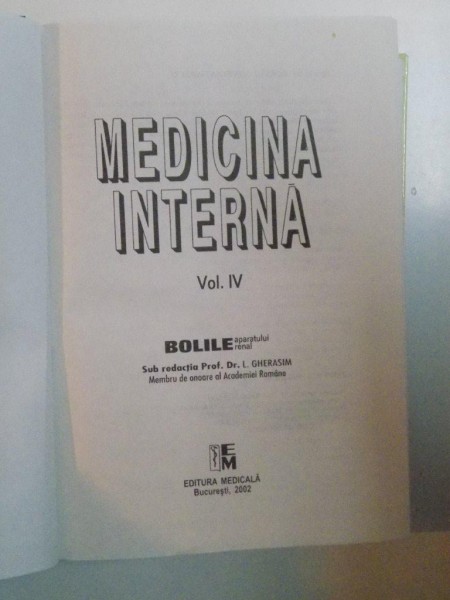 MEDICINA
INTERNĂ
Vol. IV
BOLILE aparatului
renal
Sub redacția Prof. Dr. L. GHERASIM
Membru de onoare al Academiei Române
EM
EDITURA MEDICALĂ
București, 2002